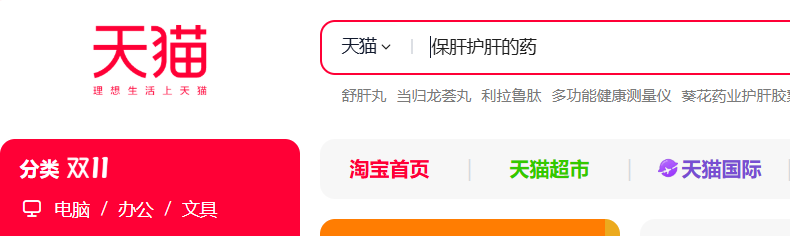 天猫
理想生活上天猫
天猫 保肝护肝的药
舒肝丸 当归龙荟丸 利拉鲁肽 多功能健康测量仪 葵花药业护肝胶
分类 双11
淘宝首页 天猫超市 天猫国际
电脑 / 办公 / 文具